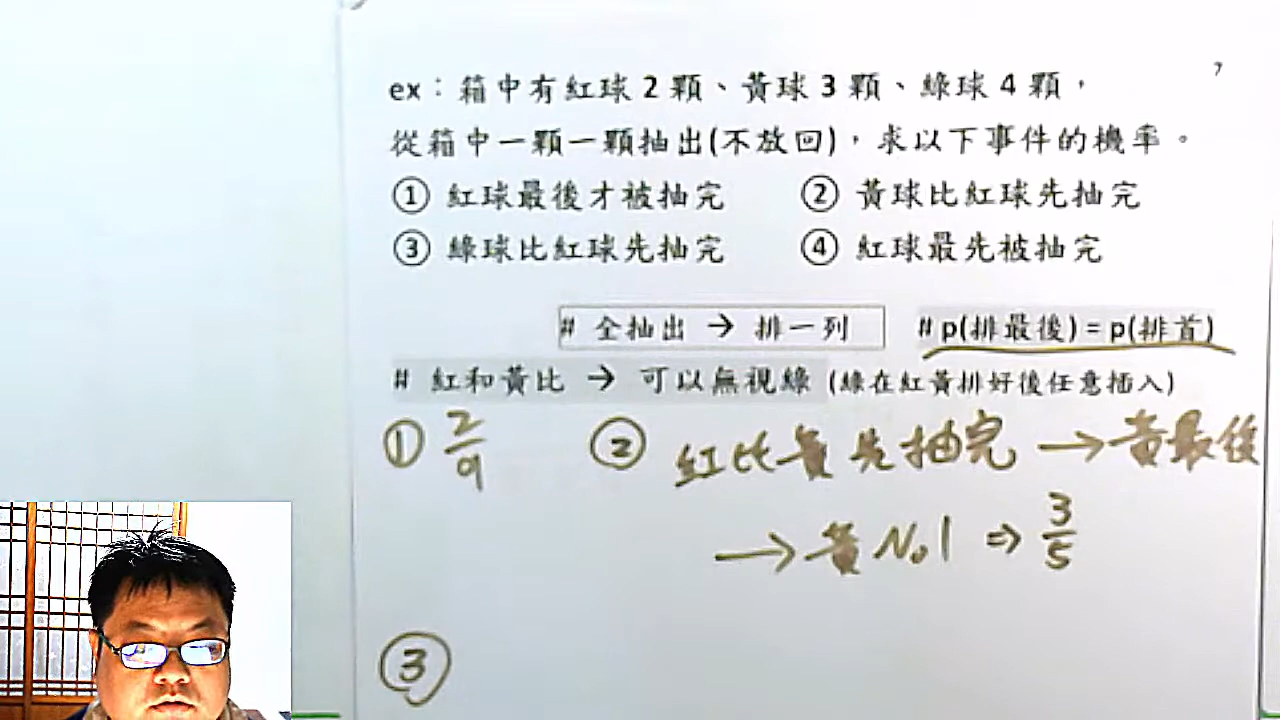 7
ex：箱中有紅球 2 顆、黃球 3 顆、綠球 4 顆，
從箱中一顆一顆抽出(不放回)，求以下事件的機率。
① 紅球最後才被抽完 ② 黃球比紅球先抽完
③ 綠球比紅球先抽完 ④ 紅球最先被抽完
# 全抽出 → 排一列 # p(排最後) = p(排首)
# 紅和黃比 → 可以無視綠 (綠在紅黃排好後任意插入)
① 2/9 ② 紅比黃先抽完 → 黃最後
→ 黃 No1 ⇒ 3/5
③